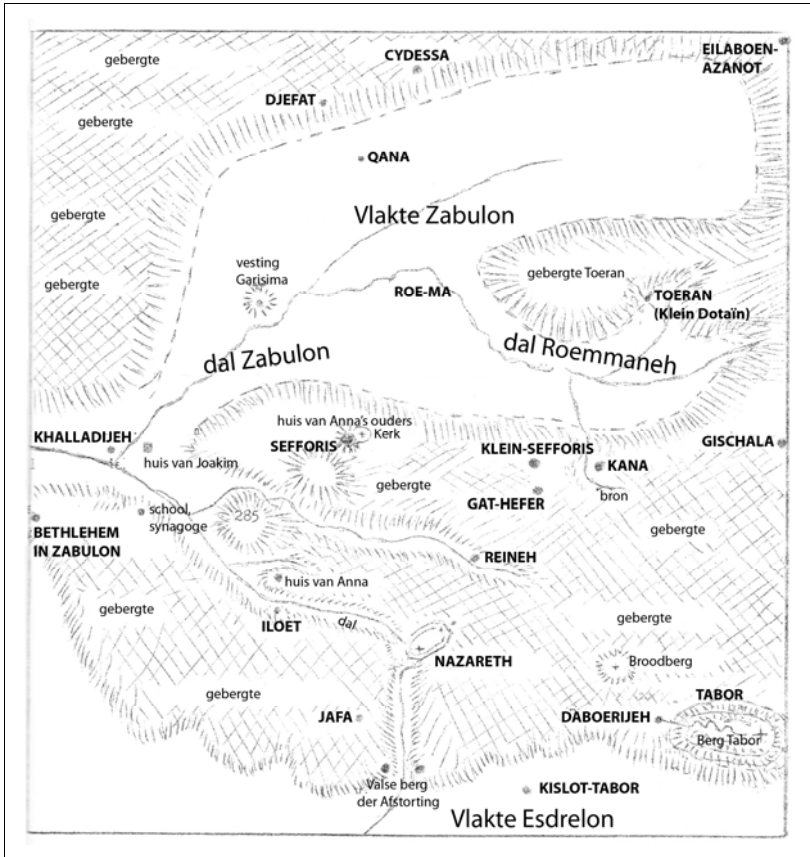 gebergte
CYDESSA
EILABOEN-
AZANOT
DJEFAT
gebergte
QANA
gebergte
Vlakte Zabulon
vesting
Garisima
gebergte
gebergte Toeran
ROE-MA
TOERAN
(Klein Dotaïn)
dal Zabulon
dal Roemmaneh
huis van Anna's ouders
Kerk
KHALLADIJEH
SEFFORIS
KLEIN-SEFFORIS
GISCHALA
huis van Joakim
KANA
gebergte
GAT-HEFER
bron
school,
synagoge
285
gebergte
BETHLEHEM
IN ZABULON
REINEH
huis van Anna
gebergte
ILOET
dal
gebergte
NAZARETH
Broodberg
gebergte
TABOR
JAFA
DABOERIJEH
Berg Tabor
Valse berg
der Afstorting
KISLOT-TABOR
Vlakte Esdrelon